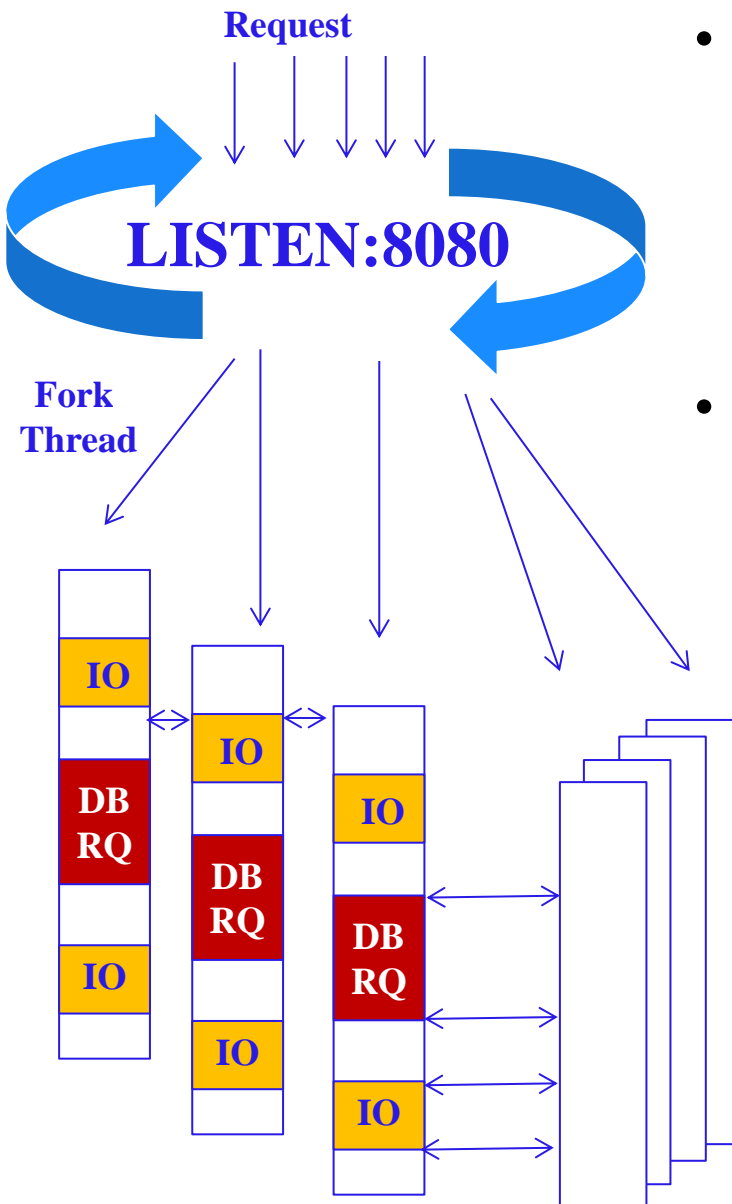 Request
LISTEN:8080
Fork
Thread
IO
DB
RQ
IO
IO
DB
RQ
IO
IO
DB
RQ
IO